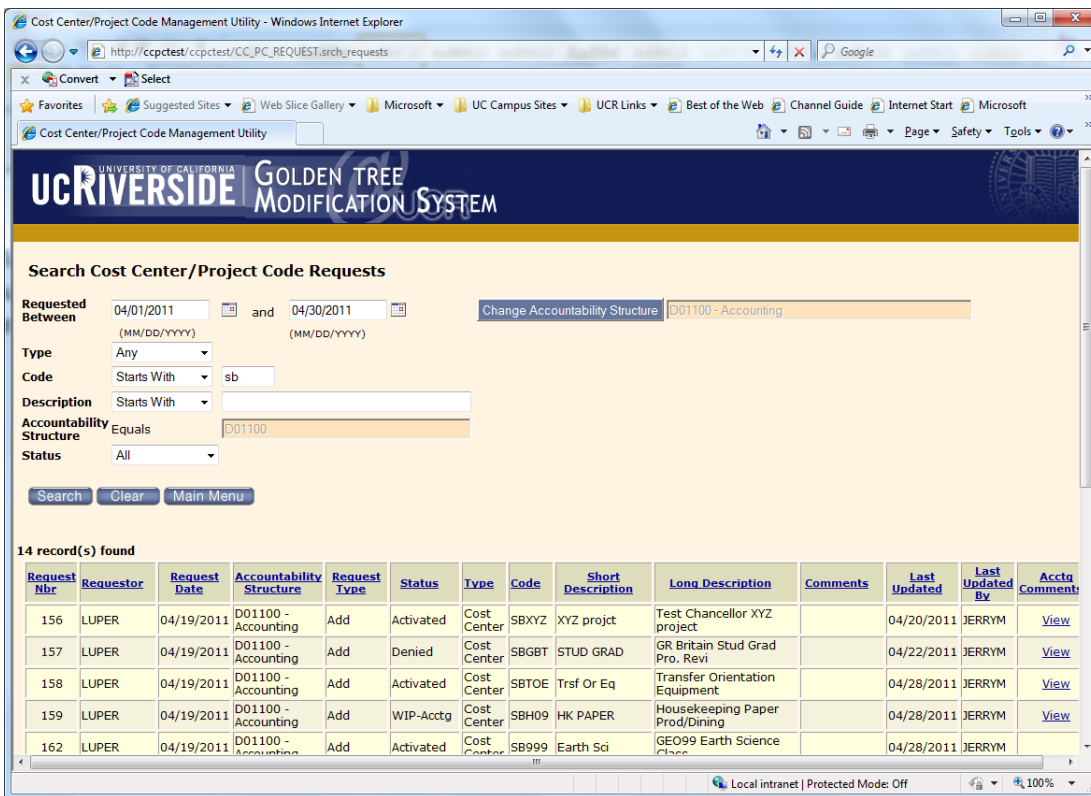 Cost Center/Project Code Management Utility - Windows Internet Explorer
http://ccpctest/ccpctest/CC_PC_REQUEST.srch_requests Google
x Convert Select
Favorites Suggested Sites Web Slice Gallery Microsoft UC Campus Sites UCR Links Best of the Web Channel Guide Internet Start Microsoft »
Cost Center/Project Code Management Utility Page Safety Tools »
UNIVERSITY OF CALIFORNIA
UCRIVERSIDE GOLDEN TREE
MODIFICATION SYSTEM
@UCR
Search Cost Center/Project Code Requests
Requested Between 04/01/2011 and 04/30/2011 Change Accountability Structure D01100 - Accounting
(MM/DD/YYYY) (MM/DD/YYYY)
Type Any
Code Starts With sb
Description Starts With
Accountability Structure Equals D01100
Status All
Search Clear Main Menu
14 record(s) found
Request Nbr Requestor Request Date Accountability Structure Request Type Status Type Code Short Description Long Description Comments Last Updated Last Updated By Acctg Comments
156 LUPER 04/19/2011 D01100 - Accounting Add Activated Cost Center SBXYZ XYZ projct Test Chancellor XYZ project 04/20/2011 JERRYM View
157 LUPER 04/19/2011 D01100 - Accounting Add Denied Cost Center SBGBT STUD GRAD GR Britain Stud Grad Pro. Revi 04/22/2011 JERRYM View
158 LUPER 04/19/2011 D01100 - Accounting Add Activated Cost Center SBTOE Trsf Or Eq Transfer Orientation Equipment 04/28/2011 JERRYM View
159 LUPER 04/19/2011 D01100 - Accounting Add WIP-Acctg Cost Center SBH09 HK PAPER Housekeeping Paper Prod/Dining 04/28/2011 JERRYM View
162 LUPER 04/19/2011 D01100 - Accounting Add Activated Cost Center SB999 Earth Sci GEO99 Earth Science Class 04/28/2011 JERRYM
Local intranet | Protected Mode: Off 100%